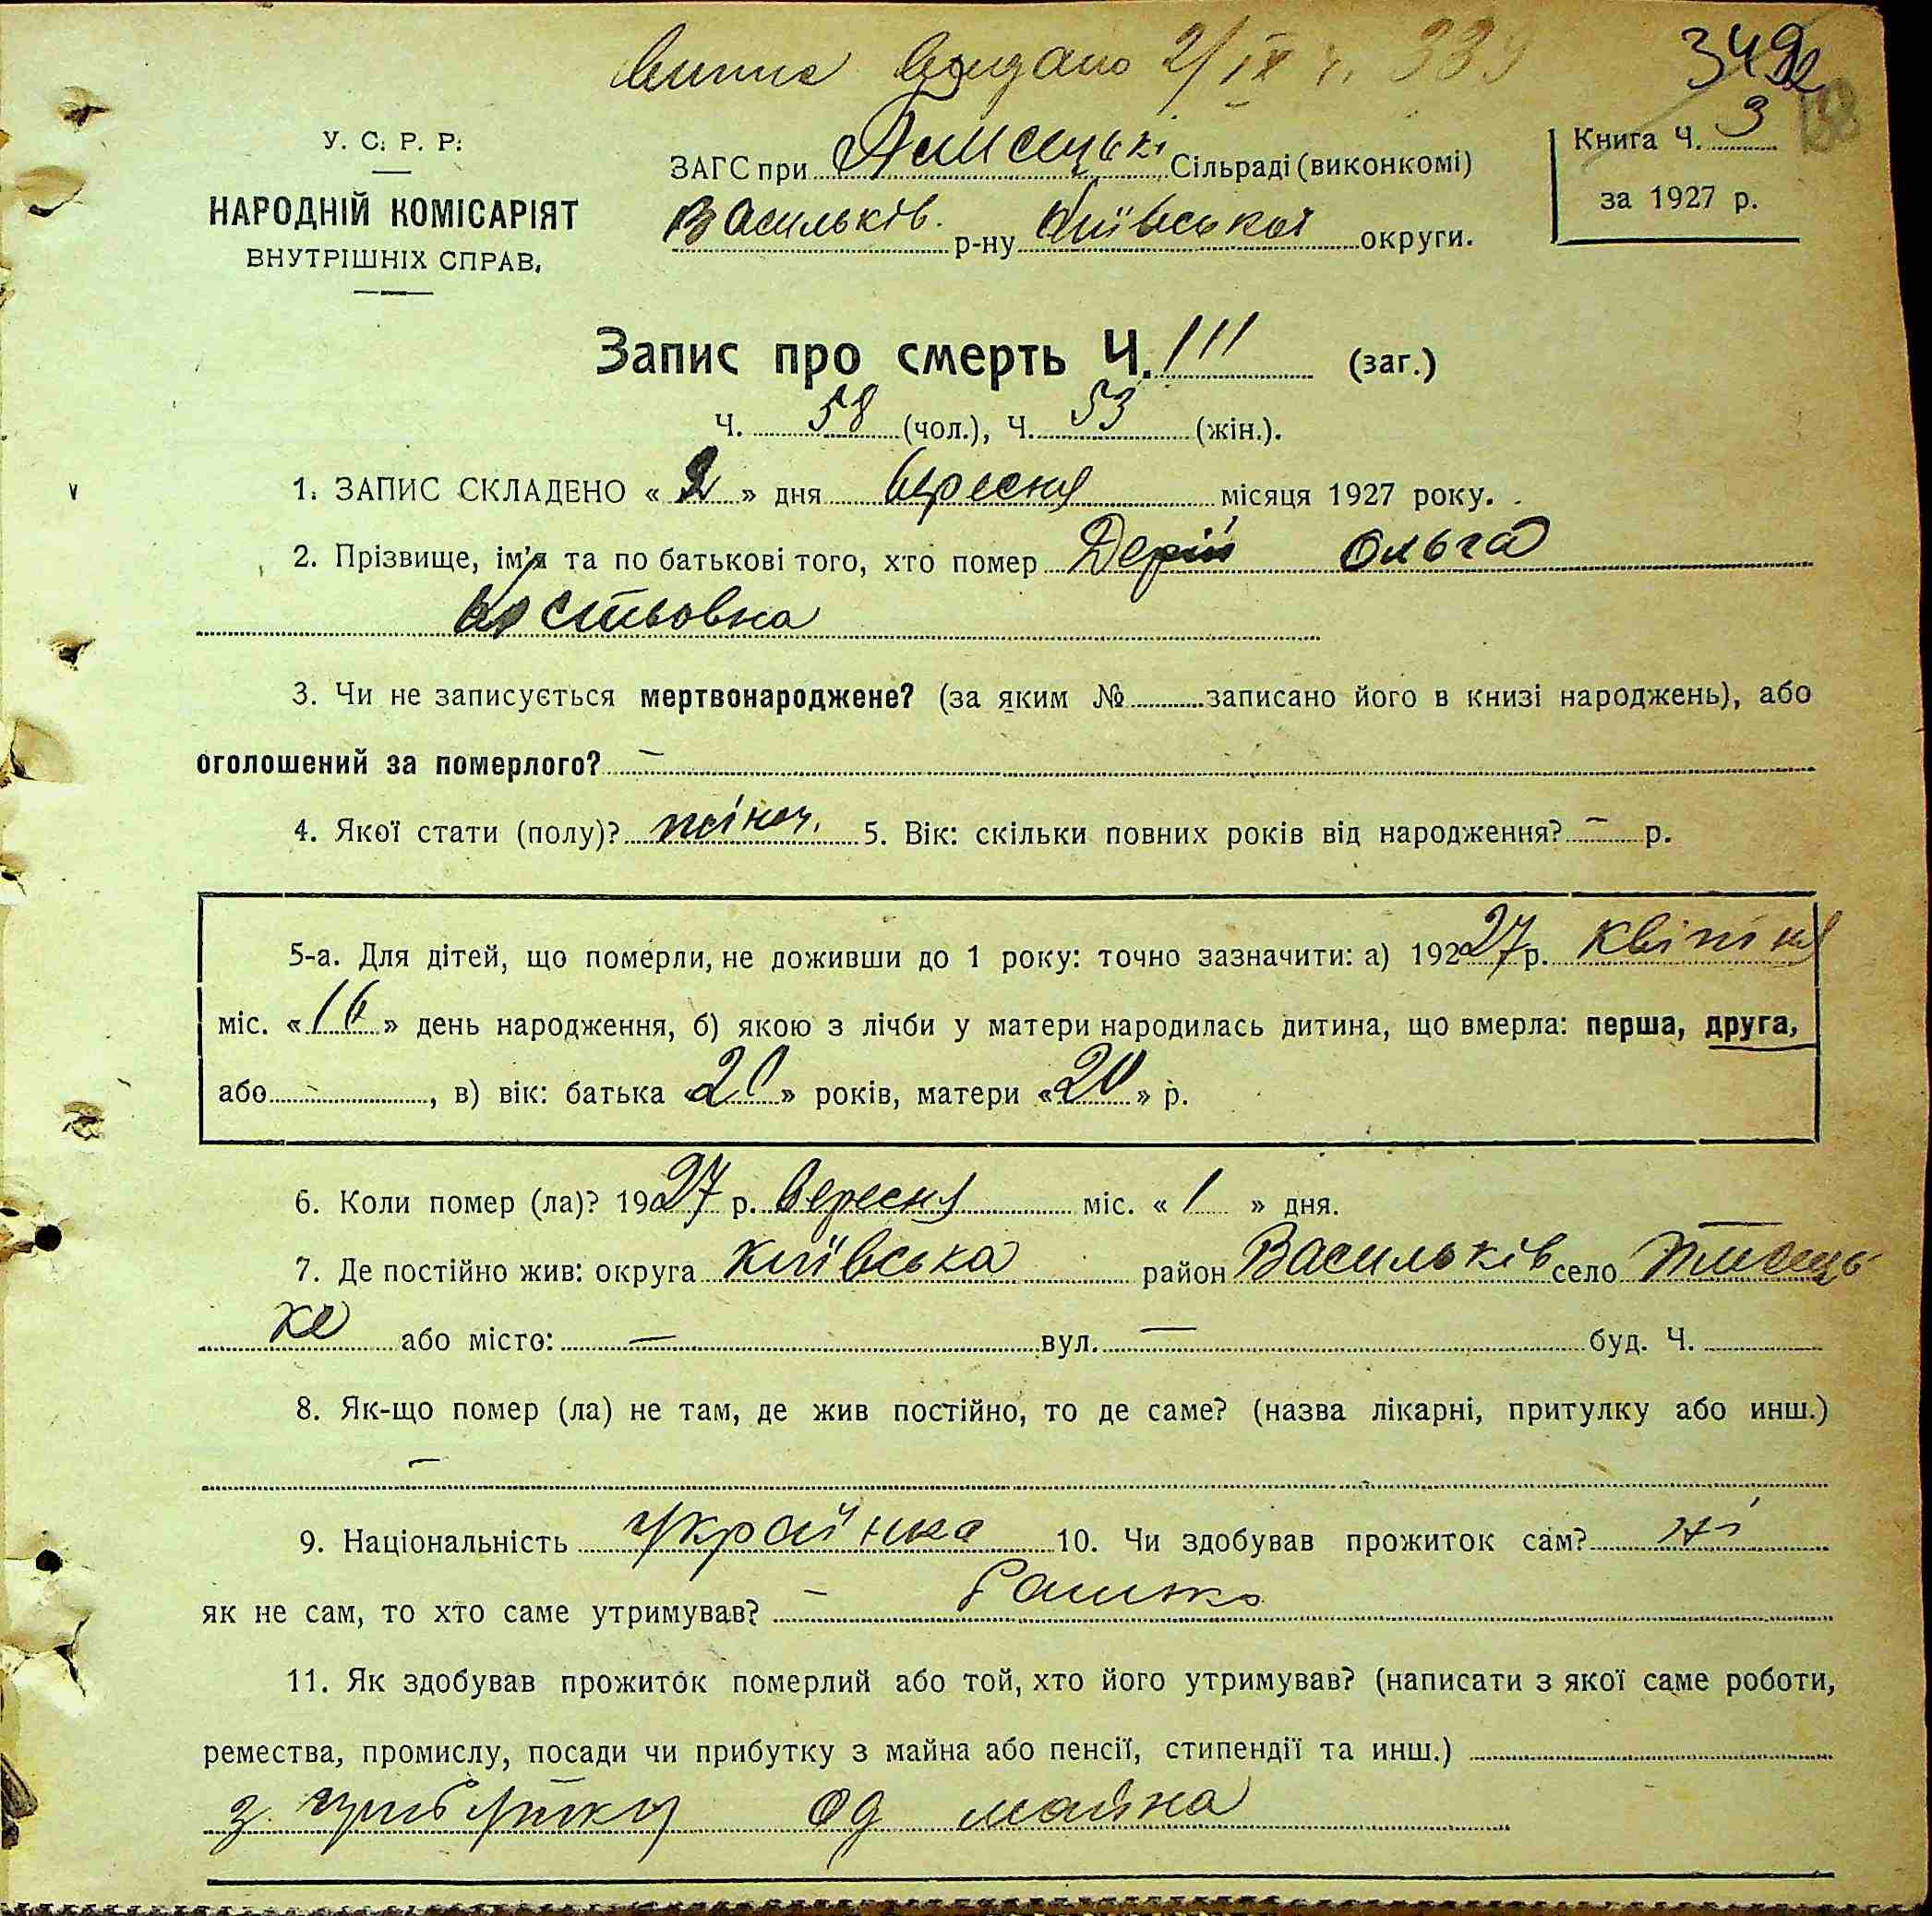 выпис выдано 2/IX ч. 339
349
У. С. Р. Р.
НАРОДНІЙ КОМІСАРІЯТ
ВНУТРІШНІХ СПРАВ.
ЗАГС при Сільраді (виконкомі)
Васильків. р-ну Київської округи.
Книга Ч. 3
за 1927 р.
Запис про смерть Ч. 111 (заг.)
Ч. 58 (чол.), Ч. 53 (жін.).
1. ЗАПИС СКЛАДЕНО « 2 » дня вересня місяця 1927 року.
2. Прізвище, ім'я та по батькові того, хто помер Дерій Ольга
Костьовна
3. Чи не записується мертвонароджене? (за яким № записано його в книзі народжень), або
оголошений за померлого? —
4. Якої стати (полу)? жіноч. 5. Вік: скільки повних років від народження? — р.
5-а. Для дітей, що померли, не доживши до 1 року: точно зазначити: а) 1927 р. квітня
міс. « 16 » день народження, б) якою з лічби у матери народилась дитина, що вмерла: перша, друга,
або , в) вік: батька « 20 » років, матери « 20 » р.
6. Коли помер (ла)? 1927 р. вересня міс. « 1 » дня.
7. Де постійно жив: округа Київська район Васильків село
ке або місто: — вул. — буд. Ч.
8. Як-що помер (ла) не там, де жив постійно, то де саме? (назва лікарні, притулку або инш.)
—
9. Національність Українка 10. Чи здобував прожиток сам? ні
як не сам, то хто саме утримував? — батько
11. Як здобував прожиток померлий або той, хто його утримував? (написати з якої саме роботи,
ремества, промислу, посади чи прибутку з майна або пенсії, стипендії та инш.)
з прибутку од майна